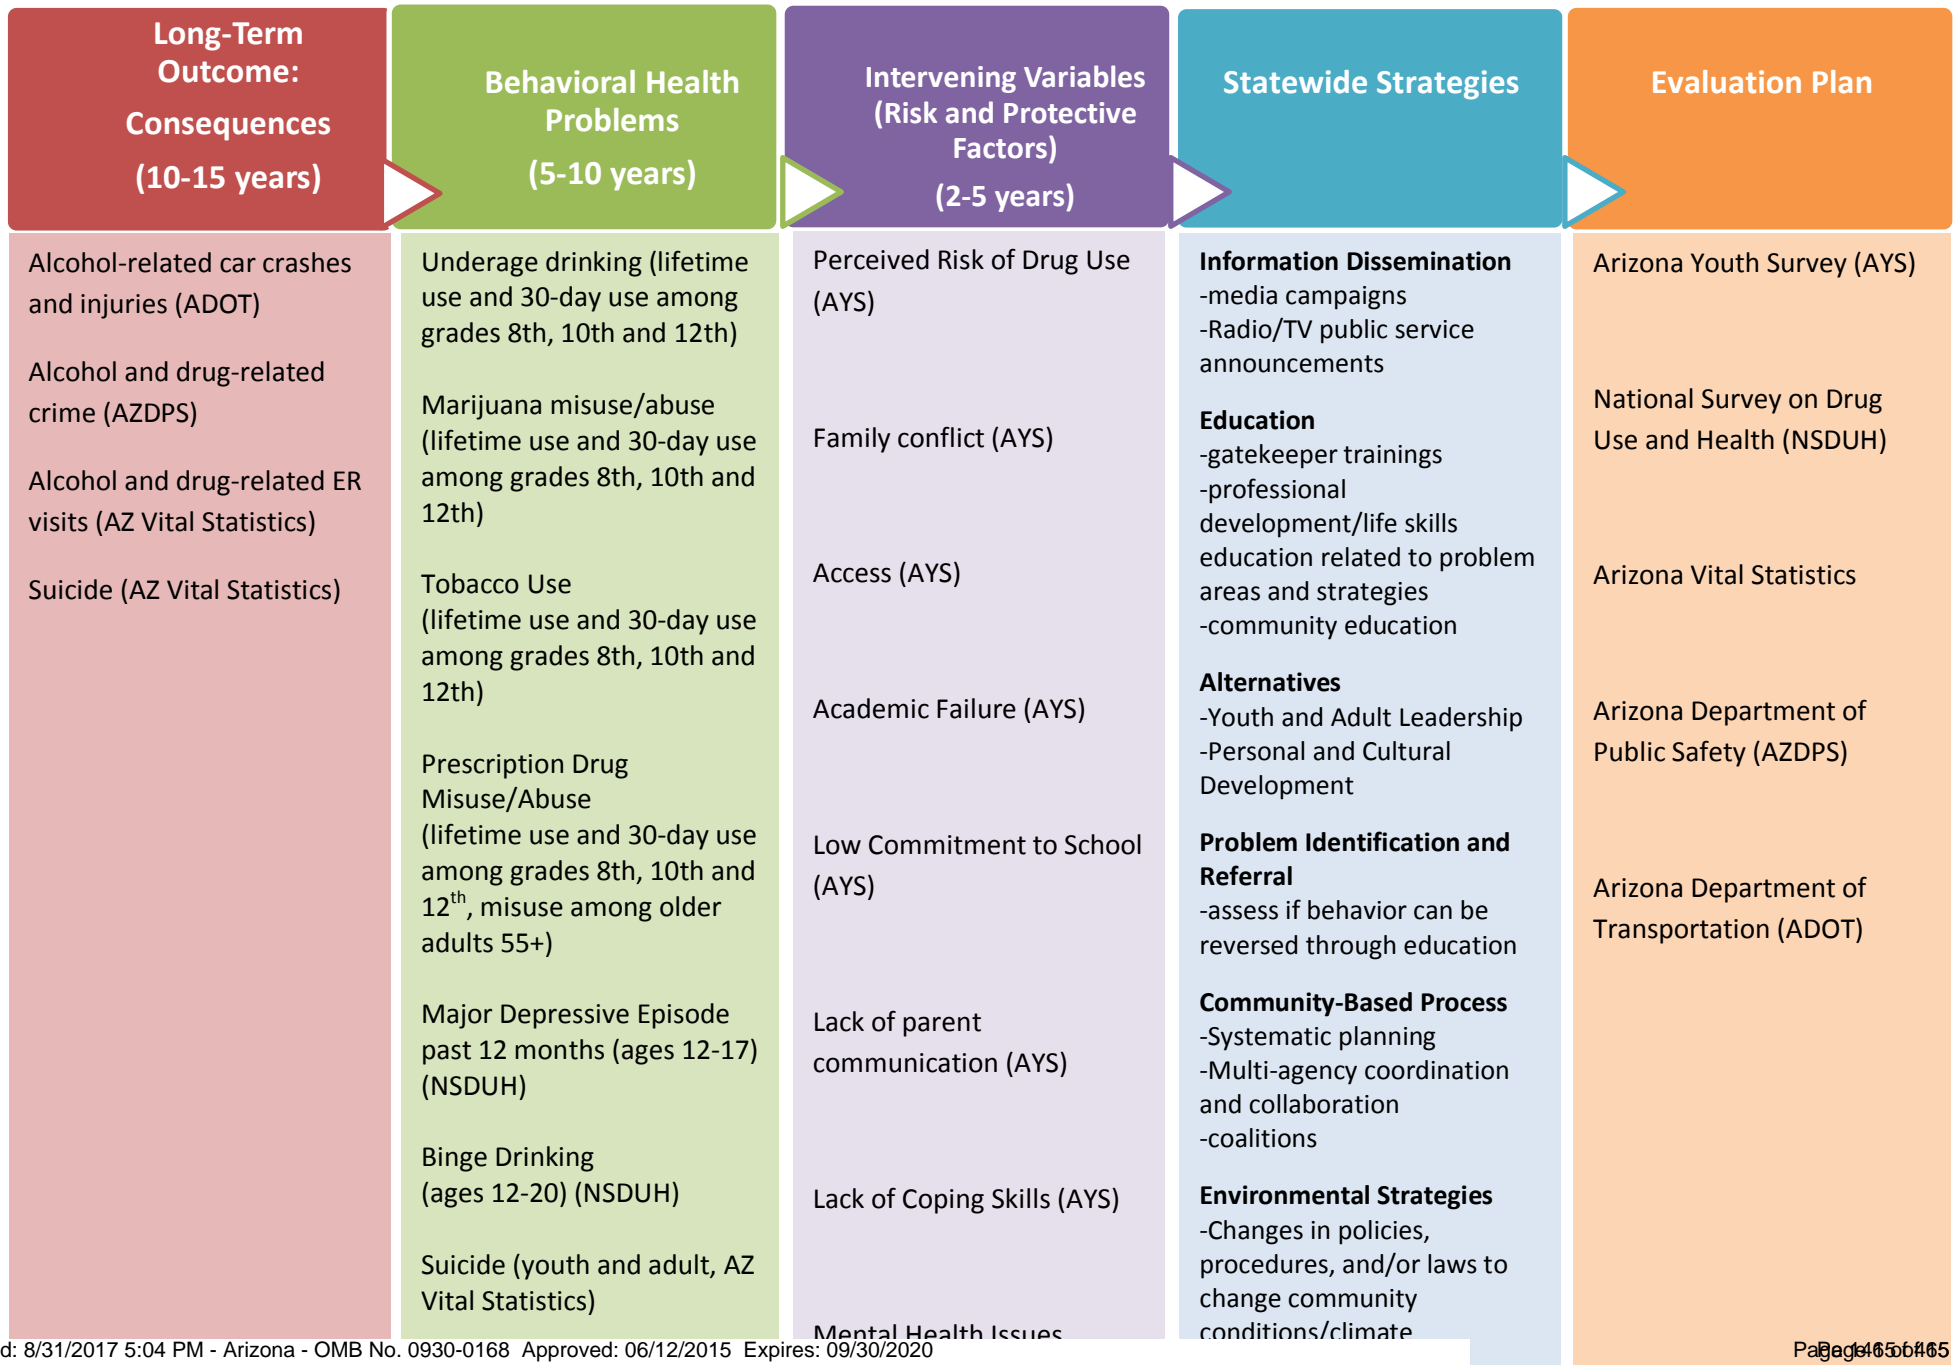 Long-Term
Outcome:
Consequences
(10-15 years)
Behavioral Health
Problems
(5-10 years)
Intervening Variables
(Risk and Protective
Factors)
(2-5 years)
Statewide Strategies
Evaluation Plan
Alcohol-related car crashes
and injuries (ADOT)
Alcohol and drug-related
crime (AZDPS)
Alcohol and drug-related ER
visits (AZ Vital Statistics)
Suicide (AZ Vital Statistics)
Underage drinking (lifetime
use and 30-day use among
grades 8th, 10th and 12th)
Marijuana misuse/abuse
(lifetime use and 30-day use
among grades 8th, 10th and
12th)
Tobacco Use
(lifetime use and 30-day use
among grades 8th, 10th and
12th)
Prescription Drug
Misuse/Abuse
(lifetime use and 30-day use
among grades 8th, 10th and
12th, misuse among older
adults 55+)
Major Depressive Episode
past 12 months (ages 12-17)
(NSDUH)
Binge Drinking
(ages 12-20) (NSDUH)
Suicide (youth and adult, AZ
Vital Statistics)
Perceived Risk of Drug Use
(AYS)
Family conflict (AYS)
Access (AYS)
Academic Failure (AYS)
Low Commitment to School
(AYS)
Lack of parent
communication (AYS)
Lack of Coping Skills (AYS)
Mental Health Issues
Information Dissemination
-media campaigns
-Radio/TV public service
announcements
Education
-gatekeeper trainings
-professional
development/life skills
education related to problem
areas and strategies
-community education
Alternatives
-Youth and Adult Leadership
-Personal and Cultural
Development
Problem Identification and
Referral
-assess if behavior can be
reversed through education
Community-Based Process
-Systematic planning
-Multi-agency coordination
and collaboration
-coalitions
Environmental Strategies
-Changes in policies,
procedures, and/or laws to
change community
conditions/climate
Arizona Youth Survey (AYS)
National Survey on Drug
Use and Health (NSDUH)
Arizona Vital Statistics
Arizona Department of
Public Safety (AZDPS)
Arizona Department of
Transportation (ADOT)
d: 8/31/2017 5:04 PM - Arizona - OMB No. 0930-0168 Approved: 06/12/2015 Expires: 09/30/2020